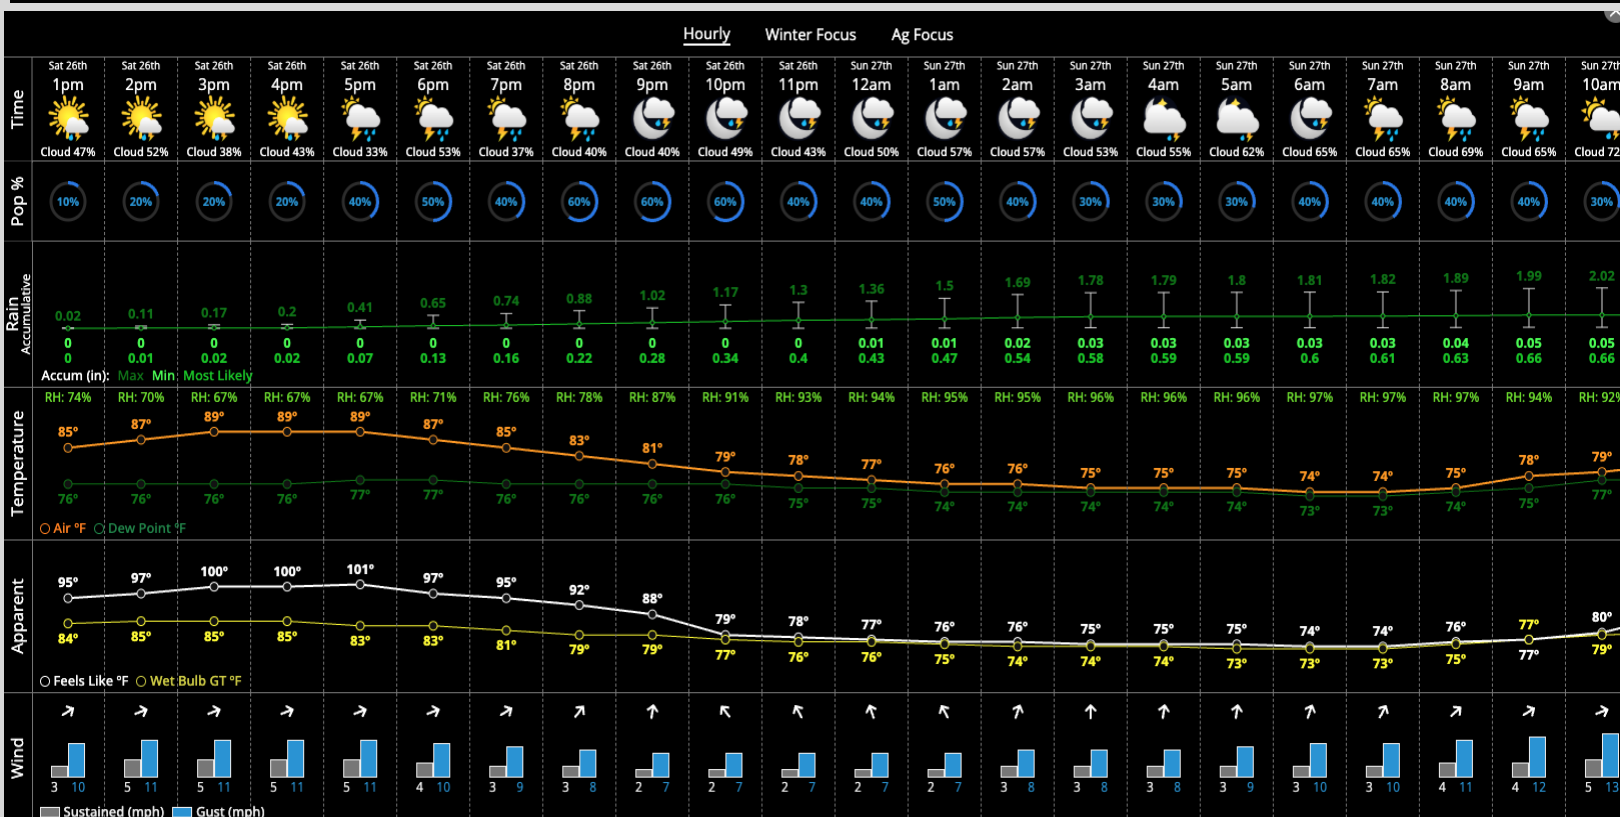 Hourly Winter Focus Ag Focus
Time
Sat 26th Sat 26th Sat 26th Sat 26th Sat 26th Sat 26th Sat 26th Sat 26th Sat 26th Sat 26th Sat 26th Sun 27th Sun 27th Sun 27th Sun 27th Sun 27th Sun 27th Sun 27th Sun 27th Sun 27th Sun 27th Sun 27th
1pm 2pm 3pm 4pm 5pm 6pm 7pm 8pm 9pm 10pm 11pm 12am 1am 2am 3am 4am 5am 6am 7am 8am 9am 10am
Cloud 47% Cloud 52% Cloud 38% Cloud 43% Cloud 33% Cloud 53% Cloud 37% Cloud 40% Cloud 40% Cloud 49% Cloud 43% Cloud 50% Cloud 57% Cloud 57% Cloud 53% Cloud 55% Cloud 62% Cloud 65% Cloud 65% Cloud 69% Cloud 65% Cloud 72
Pop %
10% 20% 20% 20% 40% 50% 40% 60% 60% 60% 40% 40% 50% 40% 30% 30% 30% 40% 40% 40% 40% 30%
Rain
Accumulative
0.02 0.11 0.17 0.2 0.41 0.65 0.74 0.88 1.02 1.17 1.3 1.36 1.5 1.69 1.78 1.79 1.8 1.81 1.82 1.89 1.99 2.02
0 0 0 0 0 0 0 0 0 0 0 0.01 0.01 0.02 0.03 0.03 0.03 0.03 0.03 0.04 0.05 0.05
0 0.01 0.02 0.02 0.07 0.13 0.16 0.22 0.28 0.34 0.4 0.43 0.47 0.54 0.58 0.59 0.59 0.6 0.61 0.63 0.66 0.66
Accum (in): Max Min Most Likely
Temperature
RH: 74% RH: 70% RH: 67% RH: 67% RH: 67% RH: 71% RH: 76% RH: 78% RH: 87% RH: 91% RH: 93% RH: 94% RH: 95% RH: 95% RH: 96% RH: 96% RH: 96% RH: 97% RH: 97% RH: 97% RH: 94% RH: 92%
85° 87° 89° 89° 89° 87° 85° 83° 81° 79° 78° 77° 76° 76° 75° 75° 75° 74° 74° 75° 78° 79°
76° 76° 76° 76° 77° 77° 76° 76° 76° 76° 75° 75° 74° 74° 74° 74° 74° 73° 73° 74° 75° 77°
Air ºF Dew Point ºF
Apparent
95° 97° 100° 100° 101° 97° 95° 92° 88° 79° 78° 77° 76° 76° 75° 75° 75° 74° 74° 76° 77° 80°
84° 85° 85° 85° 83° 83° 81° 79° 79° 77° 76° 76° 75° 74° 74° 74° 73° 73° 73° 75° 77° 79°
Feels Like ºF Wet Bulb GT ºF
Wind
3 10 5 11 5 11 5 11 5 11 4 10 3 9 3 8 2 7 2 7 2 7 2 7 2 7 3 8 3 8 3 8 3 9 3 10 3 10 4 11 4 12 5 13
Sustained (mph) Gust (mph)